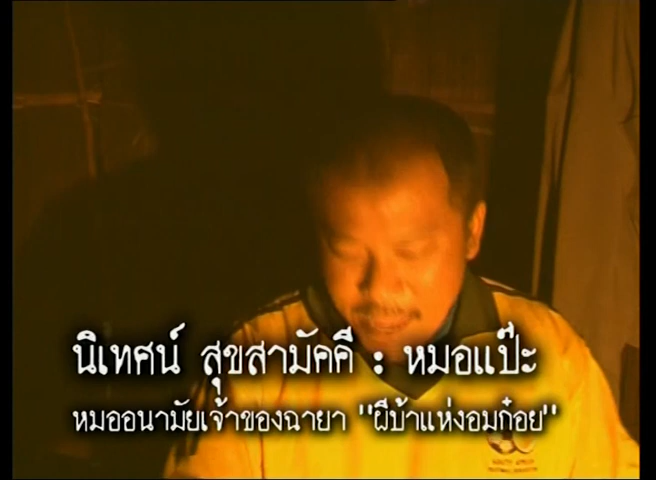 นิเทศน์ สุขสามัคคี : หมอแป๊ะ
หมออนามัยเจ้าของฉายา "ผีบ้าแห่งอมก๋อย"